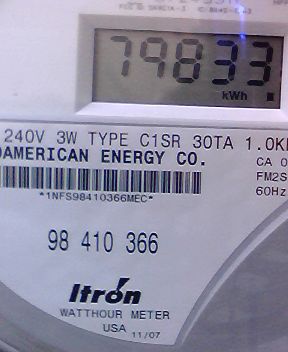 79833
kWh
240V 3W TYPE C1SR 30TA 1.0K
AMERICAN ENERGY CO.
CA 0
FM2S
60Hz
*1NFS98410366MEC*
98 410 366
Itron
WATTHOUR METER
USA 11/07